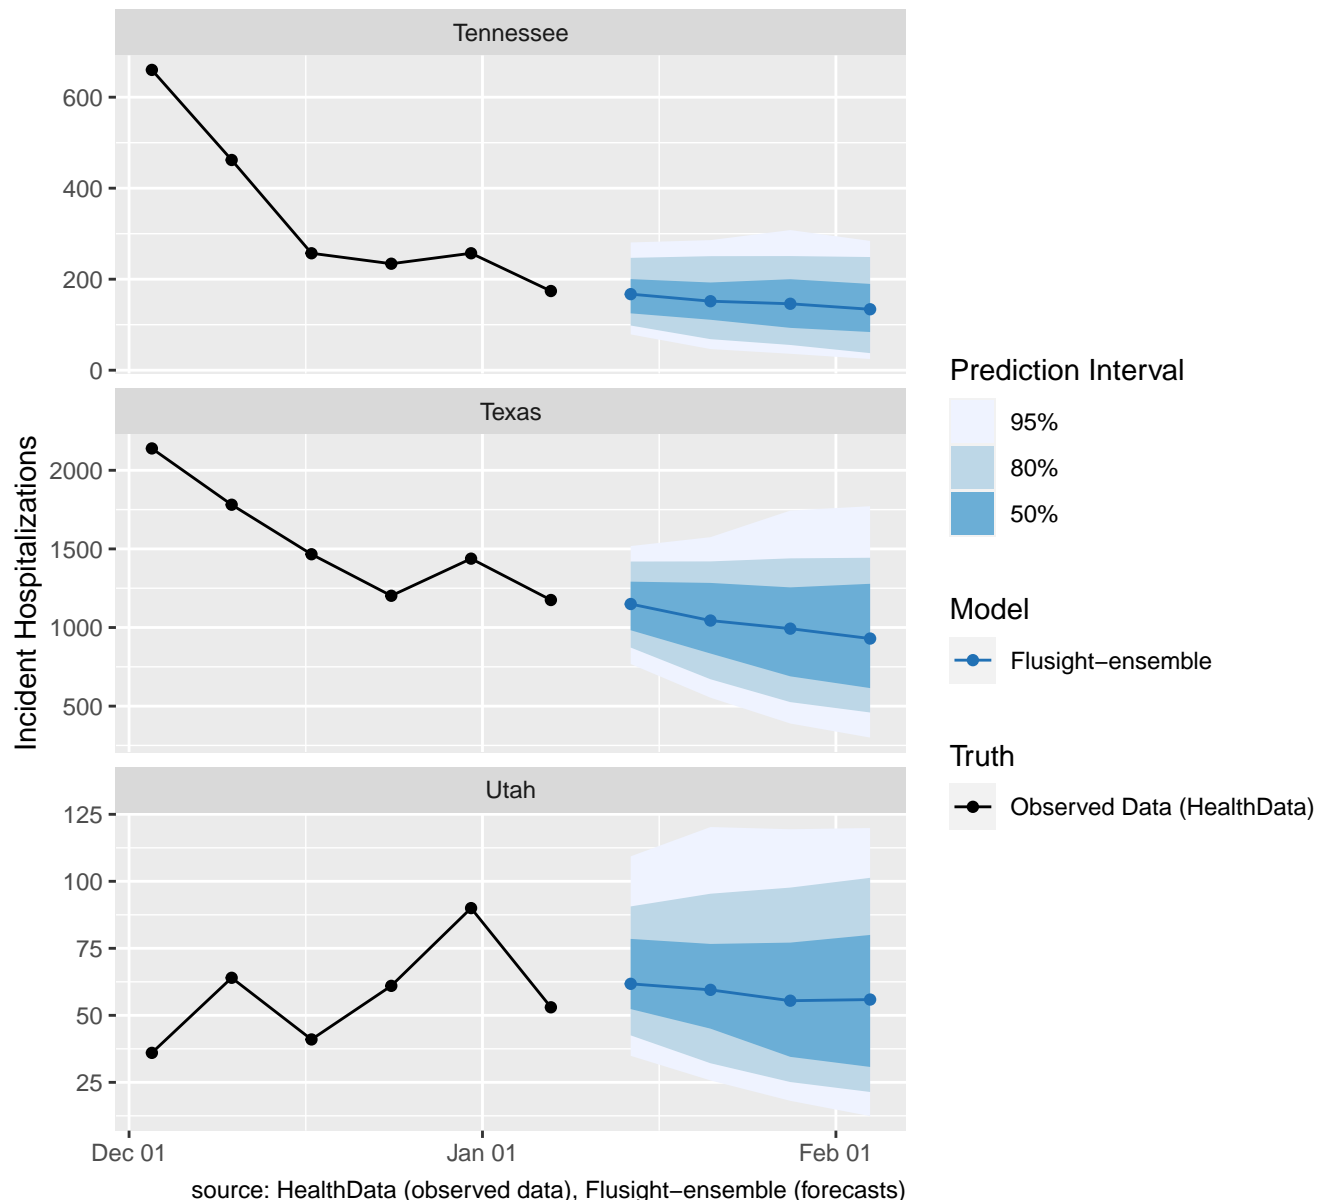 Tennessee
600
400
200
0
Texas
2000
1500
1000
500
Utah
125
100
75
50
25
Dec 01 Jan 01 Feb 01
Incident Hospitalizations
source: HealthData (observed data), Flusight−ensemble (forecasts)
Prediction Interval
95%
80%
50%
Model
Flusight−ensemble
Truth
Observed Data (HealthData)